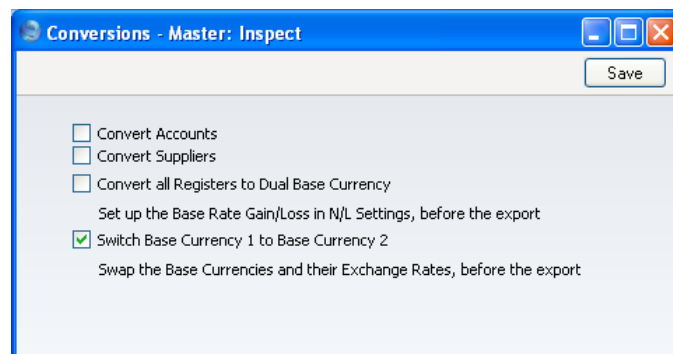 Conversions - Master: Inspect
Save
Convert Accounts
Convert Suppliers
Convert all Registers to Dual Base Currency
Set up the Base Rate Gain/Loss in N/L Settings, before the export
Switch Base Currency 1 to Base Currency 2
Swap the Base Currencies and their Exchange Rates, before the export